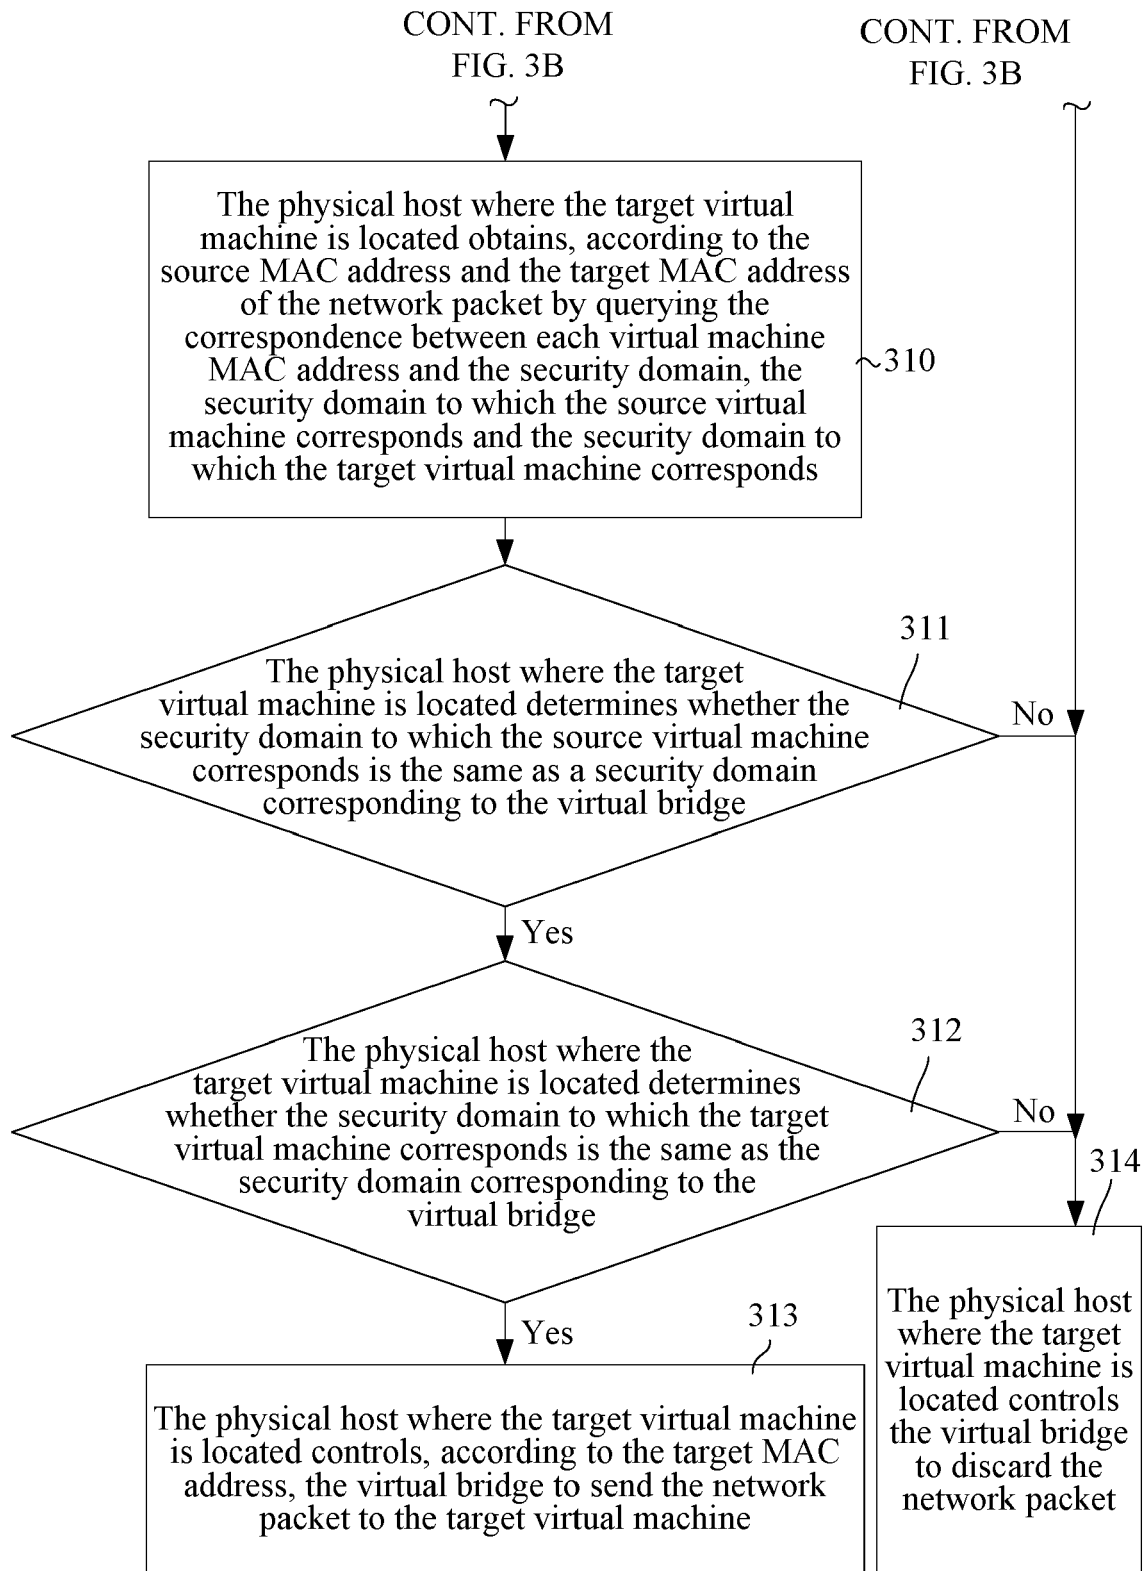 CONT. FROM
FIG. 3B
CONT. FROM
FIG. 3B
The physical host where the target virtual
machine is located obtains, according to the
source MAC address and the target MAC address
of the network packet by querying the
correspondence between each virtual machine
MAC address and the security domain, the
security domain to which the source virtual
machine corresponds and the security domain to
which the target virtual machine corresponds
310
311
The physical host where the target
virtual machine is located determines whether the
security domain to which the source virtual machine
corresponds is the same as a security domain
corresponding to the virtual bridge
No
Yes
312
The physical host where the
target virtual machine is located determines
whether the security domain to which the target
virtual machine corresponds is the same as the
security domain corresponding to the
virtual bridge
No
Yes
313
The physical host where the target virtual machine
is located controls, according to the target MAC
address, the virtual bridge to send the network
packet to the target virtual machine
314
The physical host
where the target
virtual machine is
located controls
the virtual bridge
to discard the
network packet